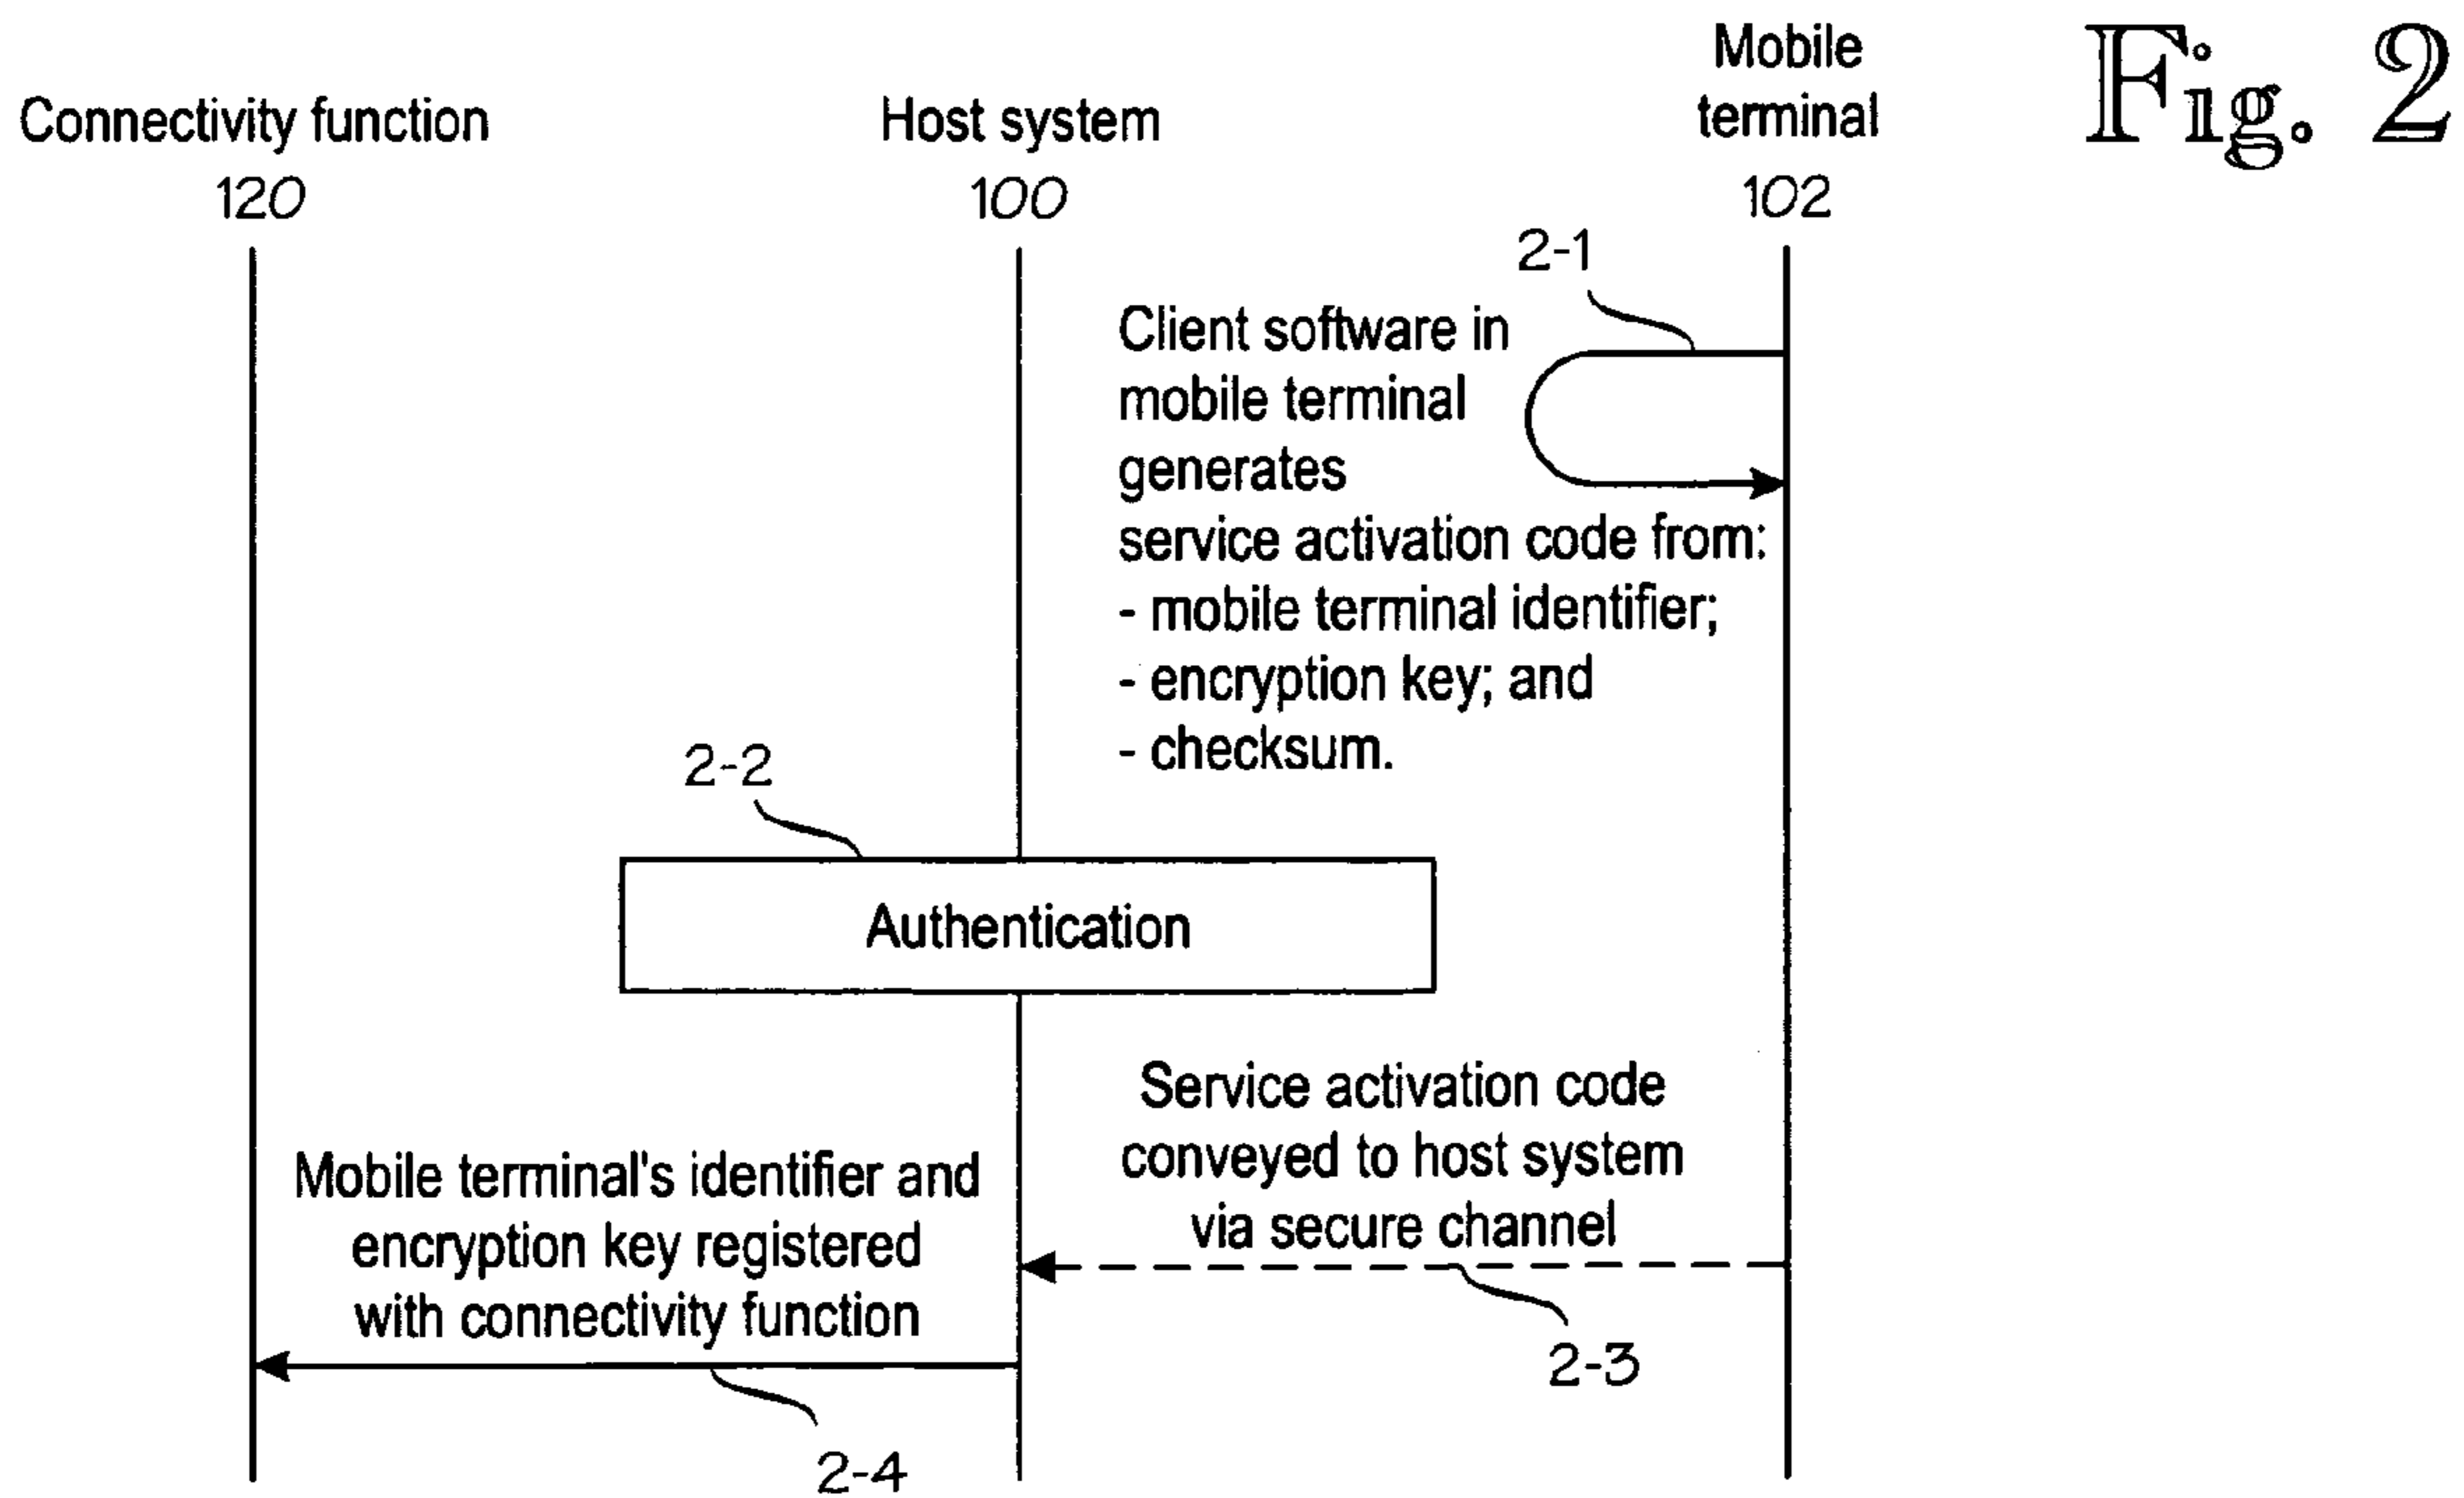 Fig. 2
Connectivity function
120
Host system
100
Mobile
terminal
102
2-1
Client software in
mobile terminal
generates
service activation code from:
- mobile terminal identifier;
- encryption key; and
- checksum.
2-2
Authentication
Service activation code
conveyed to host system
via secure channel
2-3
Mobile terminal's identifier and
encryption key registered
with connectivity function
2-4